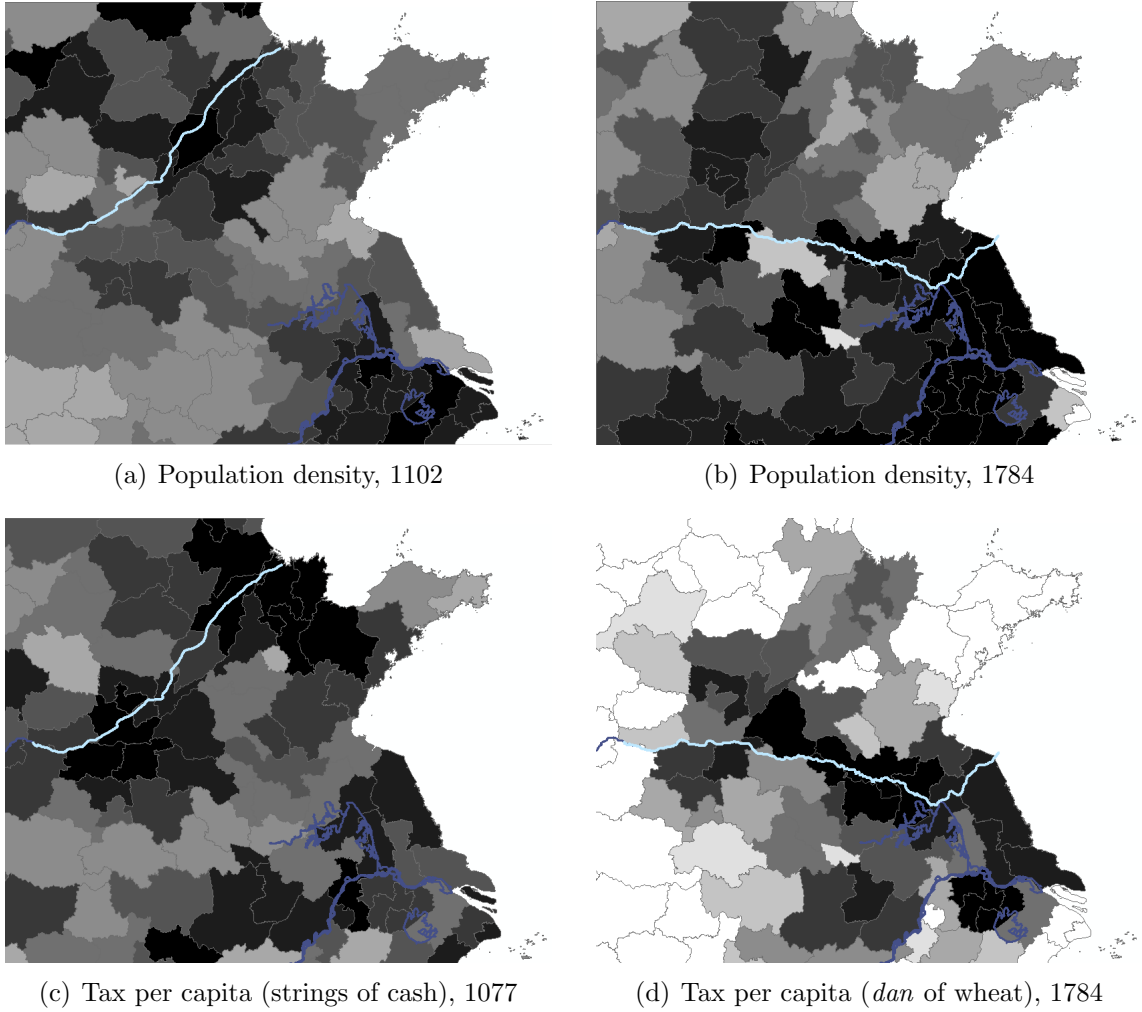 (a) Population density, 1102
(b) Population density, 1784
(c) Tax per capita (strings of cash), 1077
(d) Tax per capita (dan of wheat), 1784